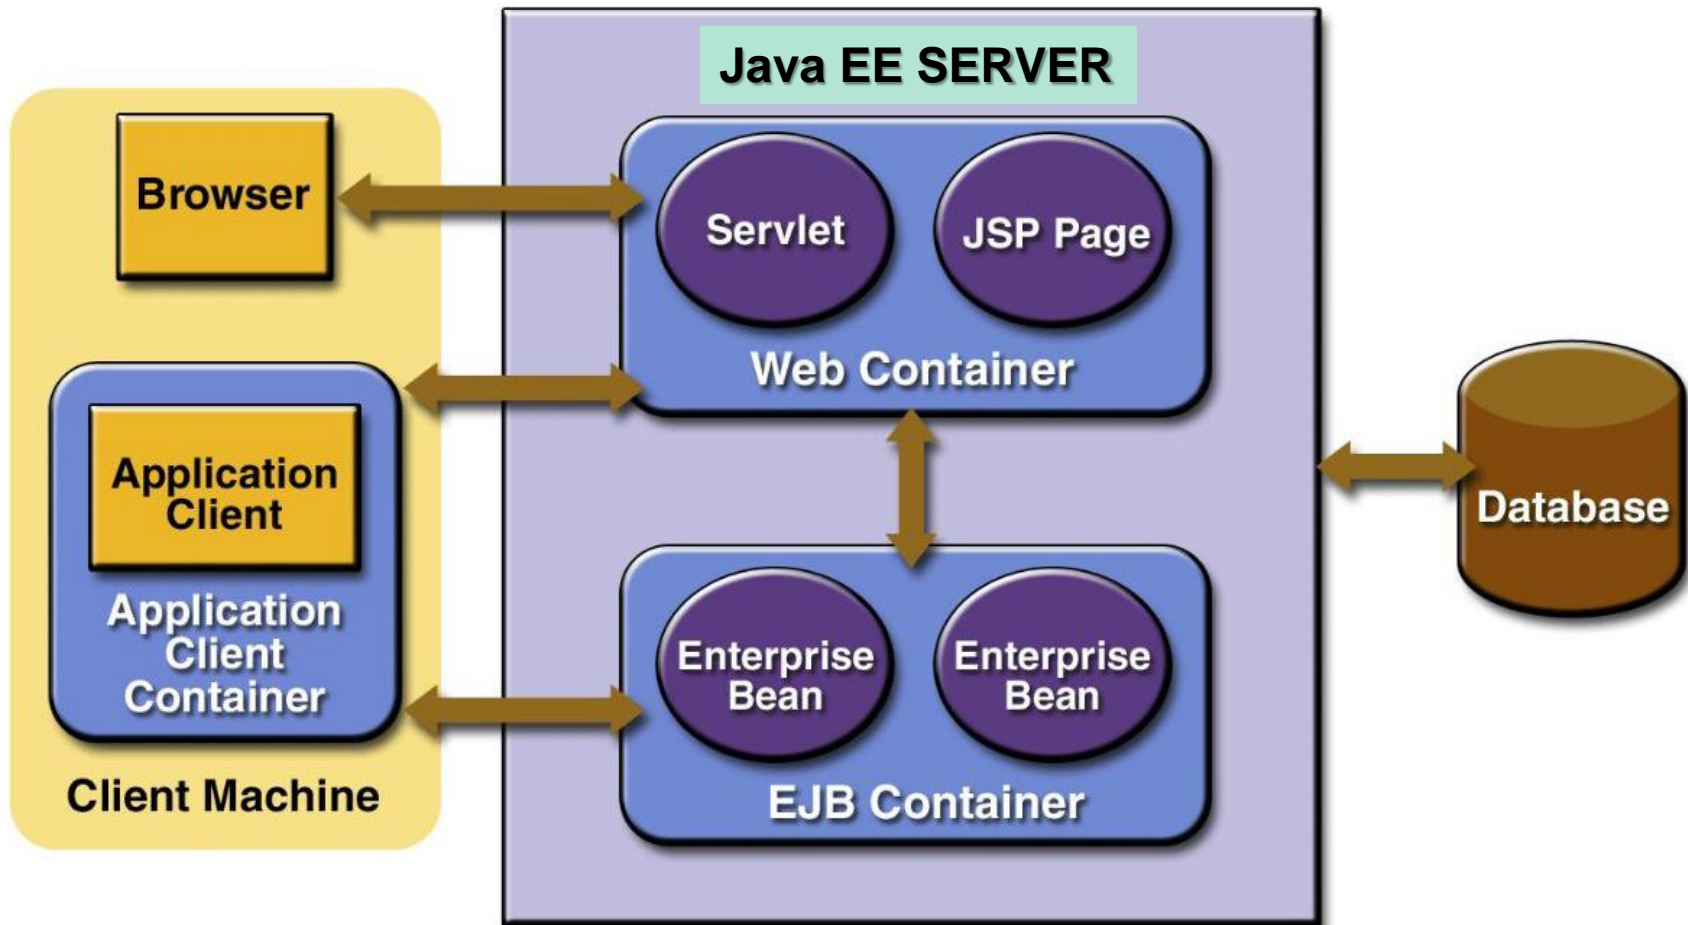 Java EE SERVER
Browser
Servlet
JSP Page
Web Container
Application
Client
Application
Client
Container
Client Machine
Enterprise
Bean
Enterprise
Bean
EJB Container
Database